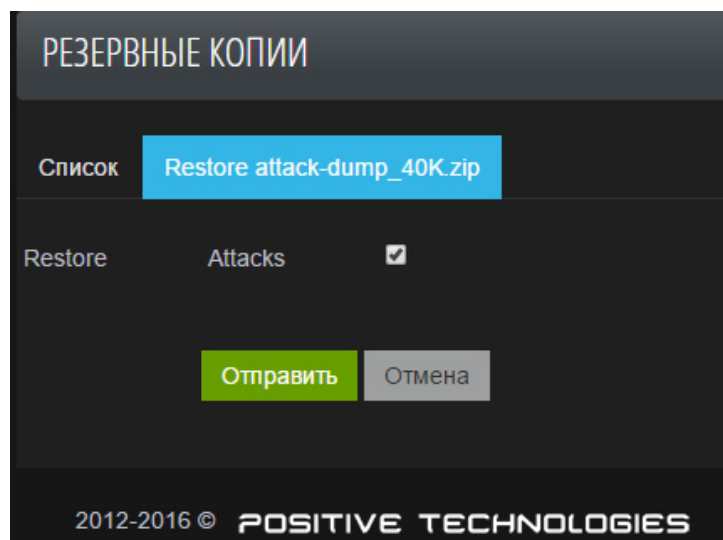 РЕЗЕРВНЫЕ КОПИИ
Список Restore attack-dump_40K.zip
Restore Attacks
Отправить Отмена
2012-2016 © POSITIVE TECHNOLOGIES